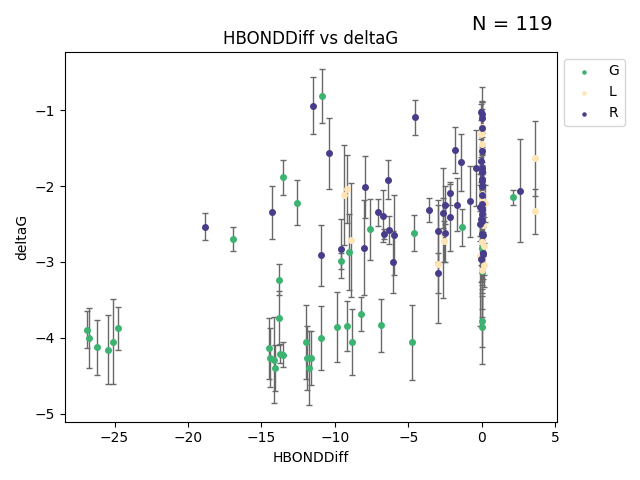 N = 119
HBONDDiff vs deltaG
G
L
R
deltaG
−1
−2
−3
−4
−5
−25
−20
−15
−10
−5
0
5
HBONDDiff